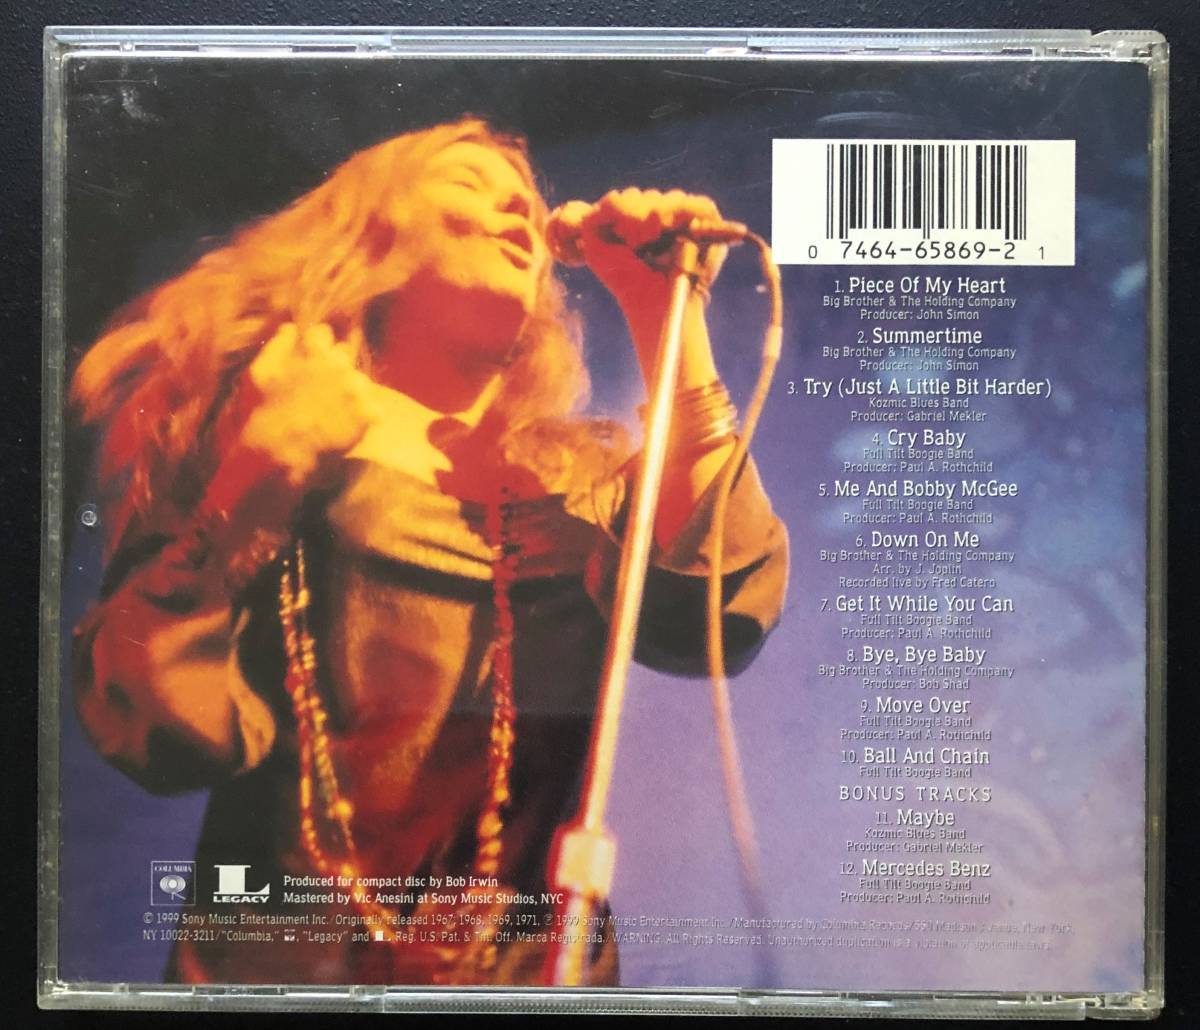 0 7464-65869-2 1
1. Piece Of My Heart
Big Brother & The Holding Company
Producer: John Simon
2. Summertime
Big Brother & The Holding Company
Producer: John Simon
3. Try (Just A Little Bit Harder)
Kozmic Blues Band
Producer: Gabriel Mekler
4. Cry Baby
Full Tilt Boogie Band
Producer: Paul A. Rothchild
5. Me And Bobby McGee
Full Tilt Boogie Band
Producer: Paul A. Rothchild
6. Down On Me
Big Brother & The Holding Company
Arr. by J. Joplin
Recorded live by Fred Catero
7. Get It While You Can
Full Tilt Boogie Band
Producer: Paul A. Rothchild
8. Bye, Bye Baby
Big Brother & The Holding Company
Producer: Bob Shad
9. Move Over
Full Tilt Boogie Band
Producer: Paul A. Rothchild
10. Ball And Chain
Full Tilt Boogie Band
BONUS TRACKS
11. Maybe
Kozmic Blues Band
Producer: Gabriel Mekler
12. Mercedes Benz
Full Tilt Boogie Band
Producer: Paul A. Rothchild
COLUMBIA
L
LEGACY
Produced for compact disc by Bob Irwin
Mastered by Vic Anesini at Sony Music Studios, NYC
© 1999 Sony Music Entertainment Inc./Originally released 1967, 1968, 1969, 1971. ℗ 1999 Sony Music Entertainment Inc./Manufactured by Columbia Records/550 Madison Avenue, New York,
NY 10022-3211/"Columbia," "Legacy" and L Reg. U.S. Pat. & Tm. Off. Marca Registrada./WARNING: All Rights Reserved. Unauthorized duplication is a violation of applicable laws.